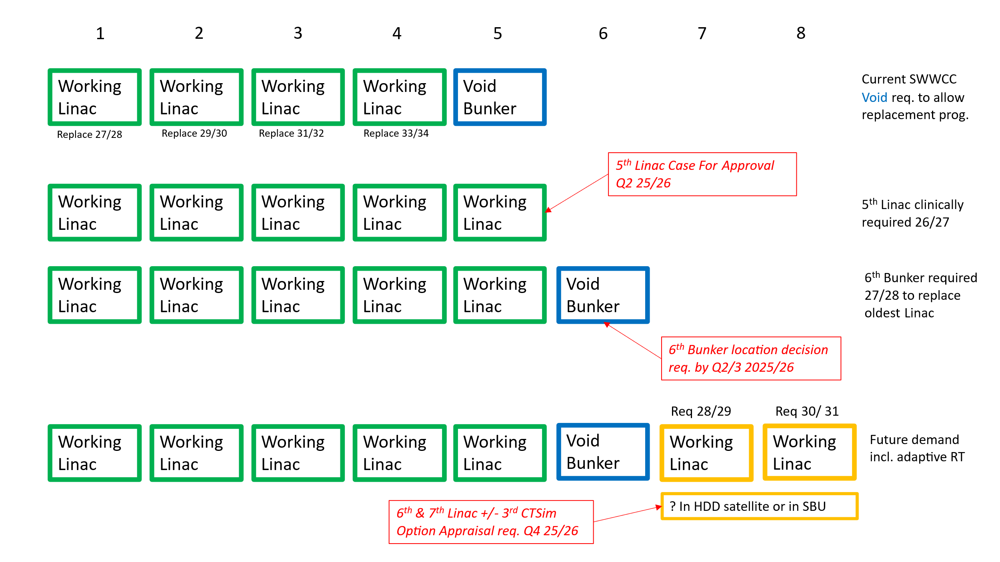 1 2 3 4 5 6 7 8
Working Working Working Working Void
Linac Linac Linac Linac Bunker
Current SWWCC
Void req. to allow
replacement prog.
Replace 27/28 Replace 29/30 Replace 31/32 Replace 33/34
5th Linac Case For Approval
Q2 25/26
Working Working Working Working Working
Linac Linac Linac Linac Linac
5th Linac clinically
required 26/27
Working Working Working Working Working Void
Linac Linac Linac Linac Linac Bunker
6th Bunker required
27/28 to replace
oldest Linac
6th Bunker location decision
req. by Q2/3 2025/26
Req 28/29 Req 30/ 31
Working Working Working Working Working Void Working Working
Linac Linac Linac Linac Linac Bunker Linac Linac
Future demand
incl. adaptive RT
? In HDD satellite or in SBU
6th & 7th Linac +/- 3rd CTSim
Option Appraisal req. Q4 25/26